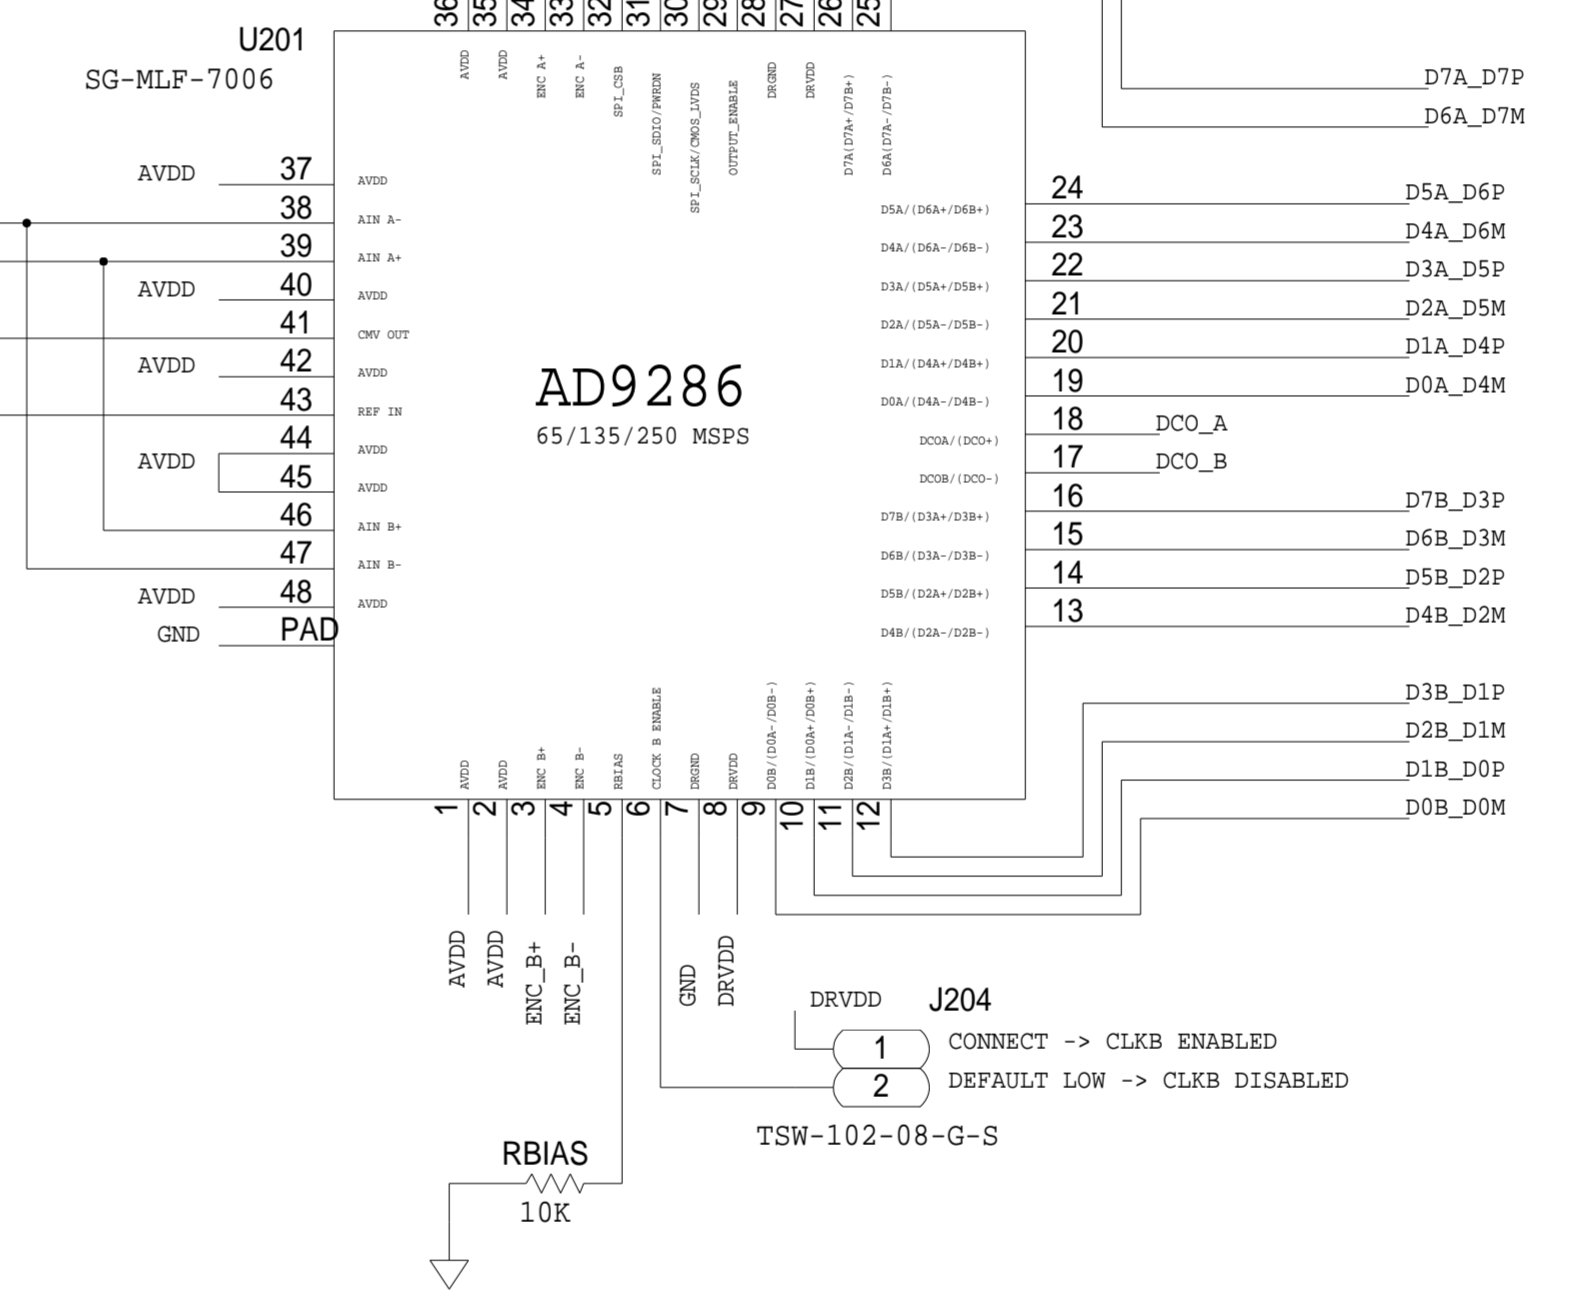 36 35 34 33 32 31 30 29 28 27 26 25
U201
SG-MLF-7006
AVDD
AVDD
ENC A+
ENC A-
SPI_CSB
SPI_SDIO/PWRDN
SPI_SCLK/CMOS_LVDS
OUTPUT_ENABLE
DRGND
DRVDD
D7A(D7A+/D7B+)
D6A(D7A-/D7B-)
D7A_D7P
D6A_D7M
AVDD 37 AVDD
38 AIN A-
39 AIN A+
AVDD 40 AVDD
41 CMV OUT
AVDD 42 AVDD
43 REF IN
44 AVDD
AVDD
45 AVDD
46 AIN B+
47 AIN B-
AVDD 48 AVDD
GND PAD
AD9286
65/135/250 MSPS
D5A/(D6A+/D6B+) 24 D5A_D6P
D4A/(D6A-/D6B-) 23 D4A_D6M
D3A/(D5A+/D5B+) 22 D3A_D5P
D2A/(D5A-/D5B-) 21 D2A_D5M
D1A/(D4A+/D4B+) 20 D1A_D4P
D0A/(D4A-/D4B-) 19 D0A_D4M
DCOA/(DCO+) 18 DCO_A
DCOB/(DCO-) 17 DCO_B
D7B/(D3A+/D3B+) 16 D7B_D3P
D6B/(D3A-/D3B-) 15 D6B_D3M
D5B/(D2A+/D2B+) 14 D5B_D2P
D4B/(D2A-/D2B-) 13 D4B_D2M
D3B_D1P
D2B_D1M
D1B_D0P
D0B_D0M
AVDD
AVDD
ENC B+
ENC B-
RBIAS
CLOCK B ENABLE
DRGND
DRVDD
D0B/(D0A-/D0B-)
D1B/(D0A+/D0B+)
D2B/(D1A-/D1B-)
D3B/(D1A+/D1B+)
1 2 3 4 5 6 7 8 9 10 11 12
AVDD
AVDD
ENC_B+
ENC_B-
GND
DRVDD
DRVDD J204
1 CONNECT -> CLKB ENABLED
2 DEFAULT LOW -> CLKB DISABLED
TSW-102-08-G-S
RBIAS
10K